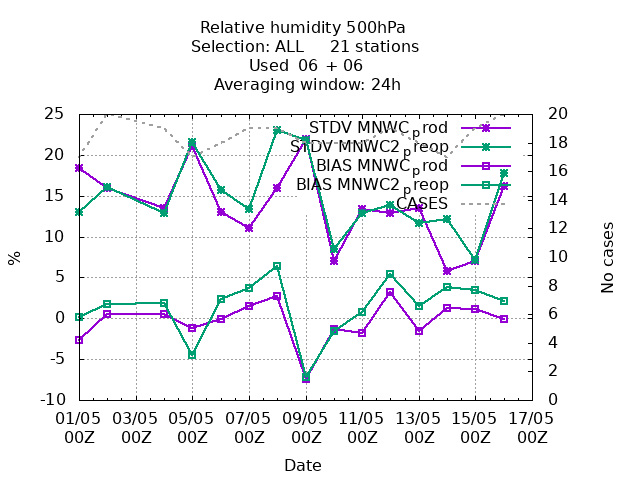 Relative humidity 500hPa
Selection: ALL     21 stations
Used  06 + 06
Averaging window: 24h
25
20
15
10
5
0
-5
-10
%
20
18
16
14
12
10
8
6
4
2
0
No cases
STDV MNWC_prod
STDV MNWC2_preop
BIAS MNWC_prod
BIAS MNWC2_preop
CASES
01/05 03/05 05/05 07/05 09/05 11/05 13/05 15/05 17/05
00Z 00Z 00Z 00Z 00Z 00Z 00Z 00Z 00Z
Date